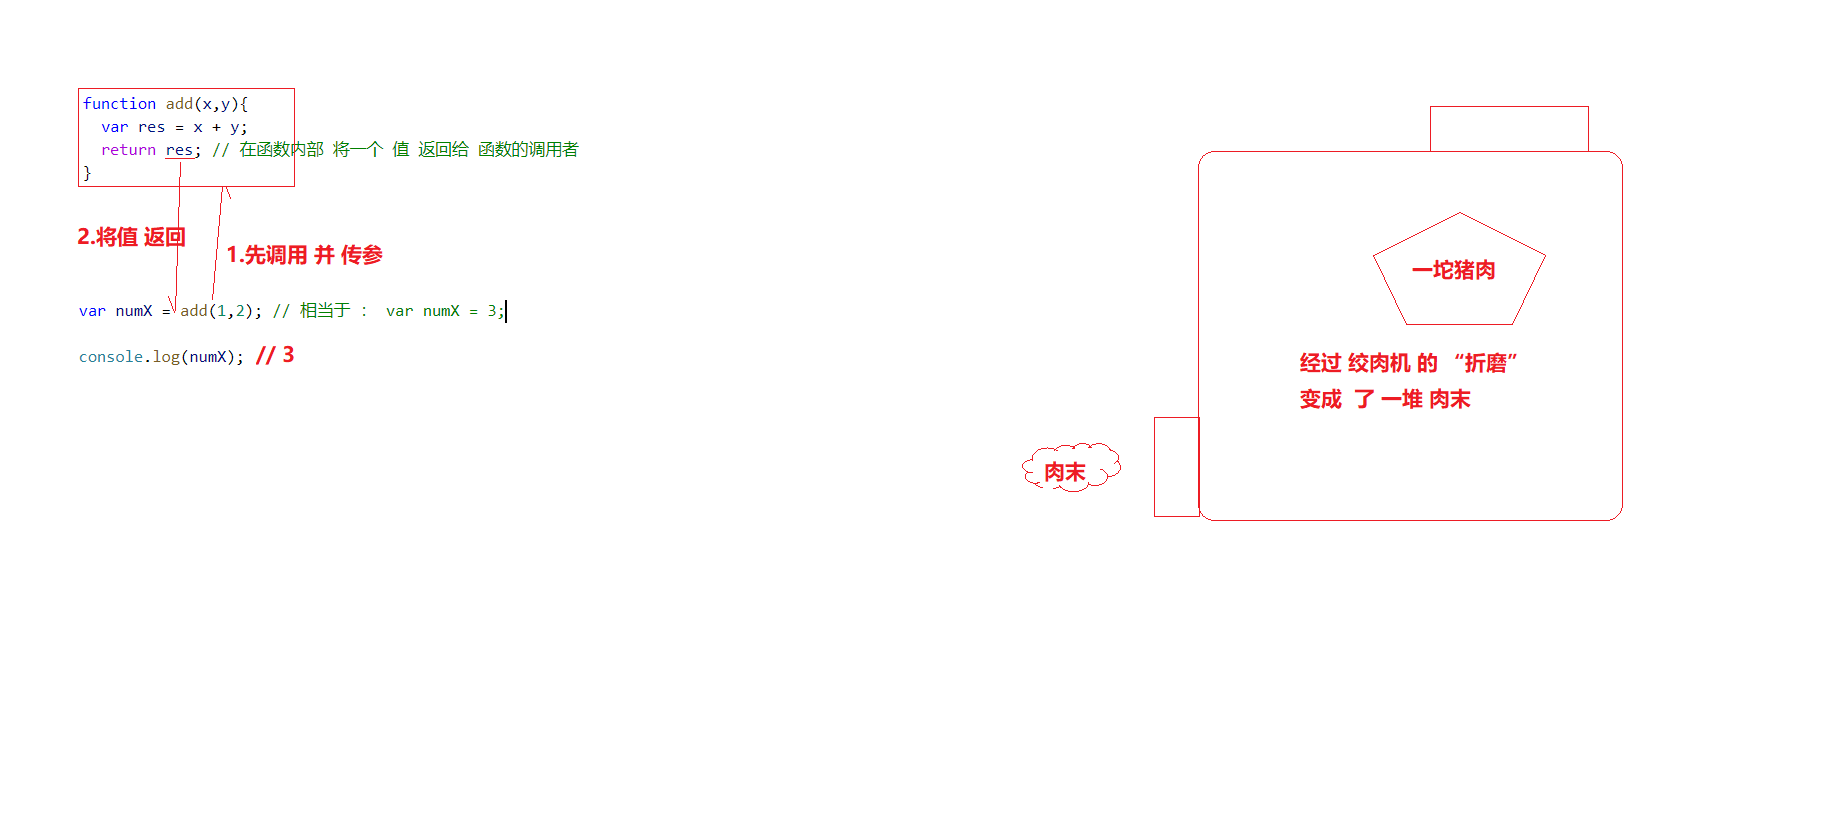 function add(x,y){
  var res = x + y;
  return res; // 在函数内部 将一个 值 返回给 函数的调用者
}
2.将值 返回
1.先调用 并 传参
var numX = add(1,2); // 相当于 : var numX = 3;
console.log(numX); // 3
一坨猪肉
经过 绞肉机 的 “折磨”
变成 了 一堆 肉末
肉末